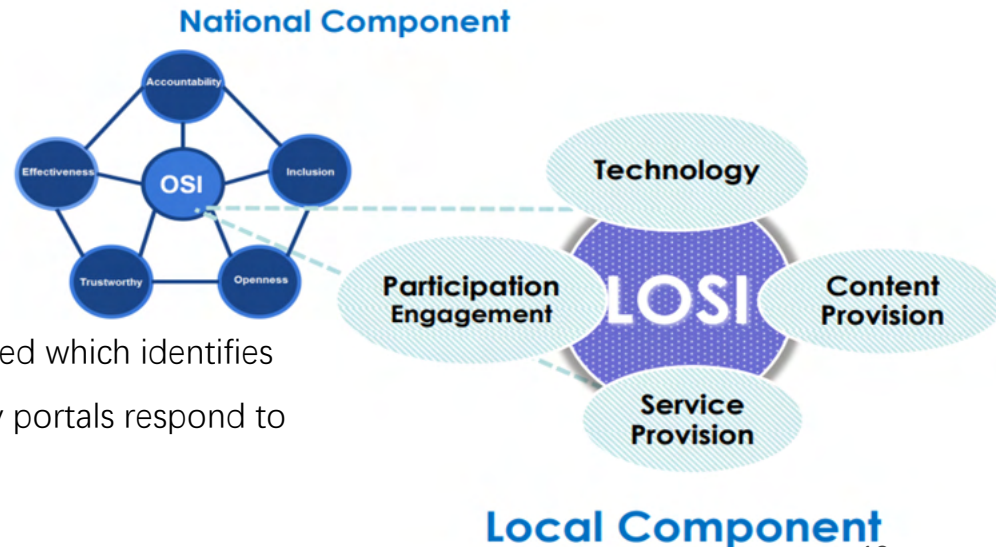 National Component
Accountability
Effectiveness
OSI
Inclusion
Trustworthy
Openness
Technology
Participation
Engagement
LOSI
Content
Provision
Service
Provision
ed which identifies
portals respond to
Local Component